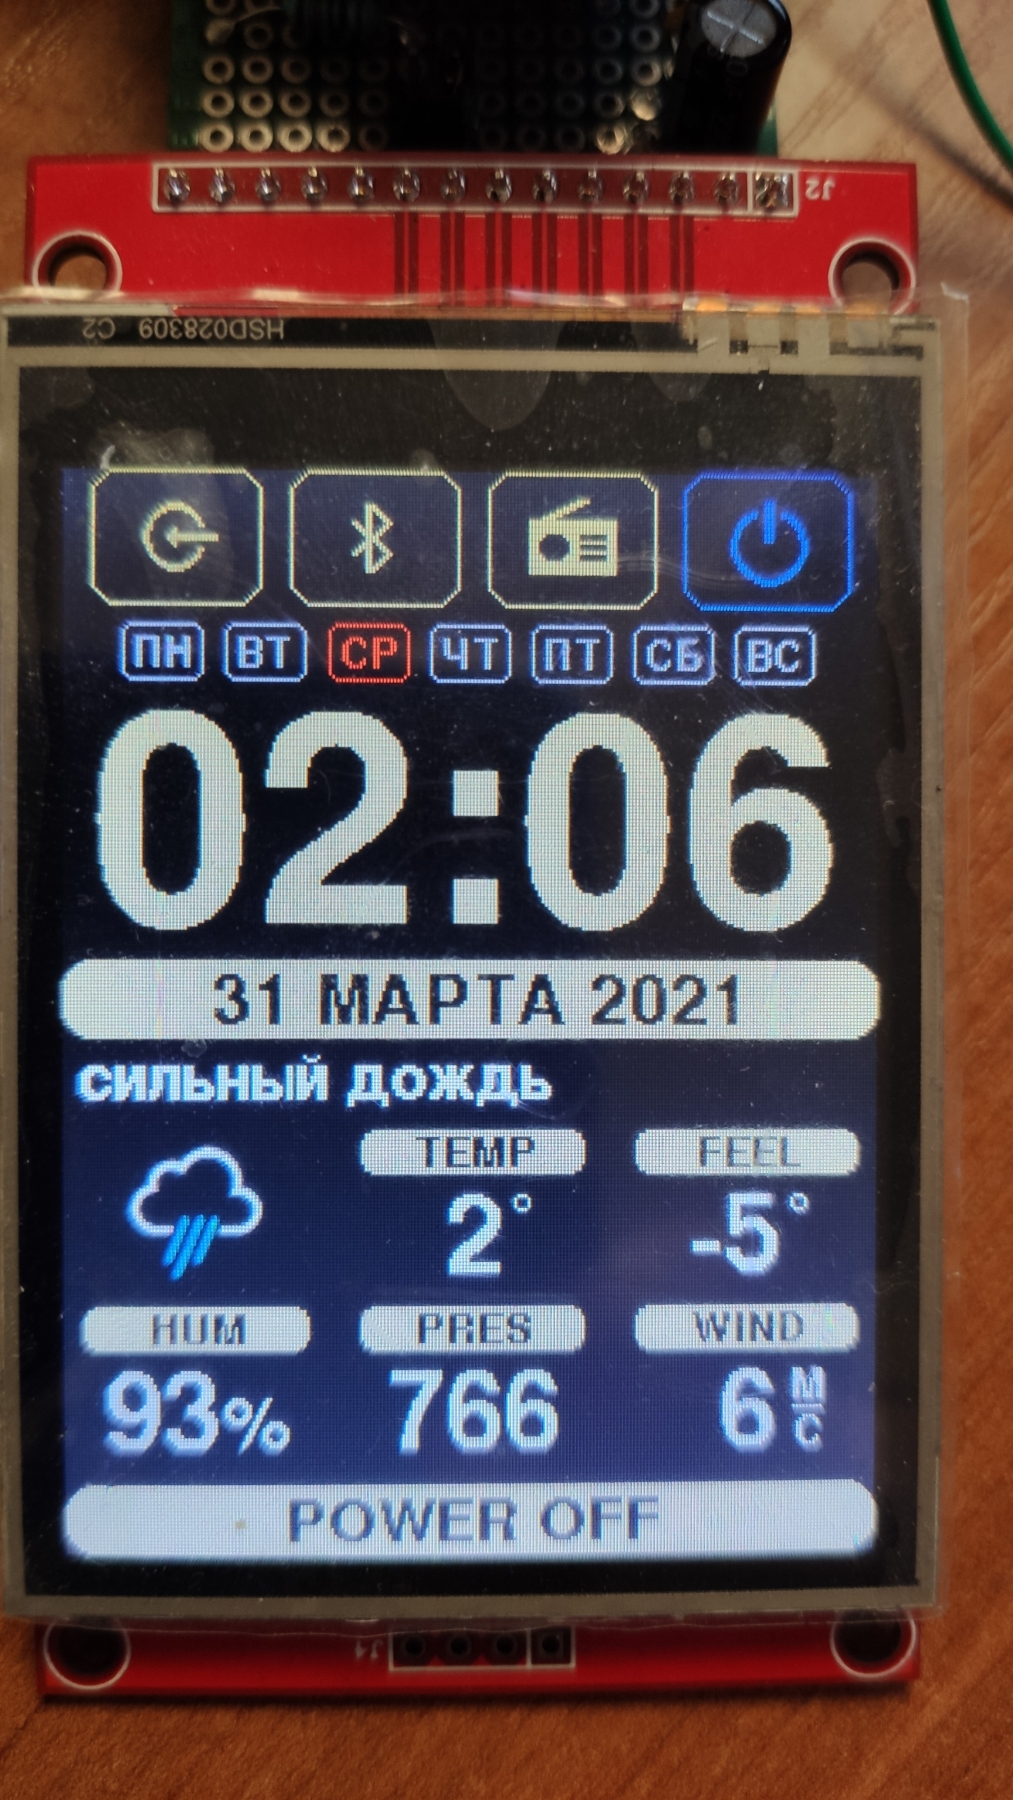 J2
HSD028309 C2
ПН ВТ СР ЧТ ПТ СБ ВС
02:06
31 МАРТА 2021
СИЛЬНЫЙ ДОЖДЬ
TEMP FEEL
2° -5°
HUM PRES WIND
93% 766 6 М/С
POWER OFF
J4